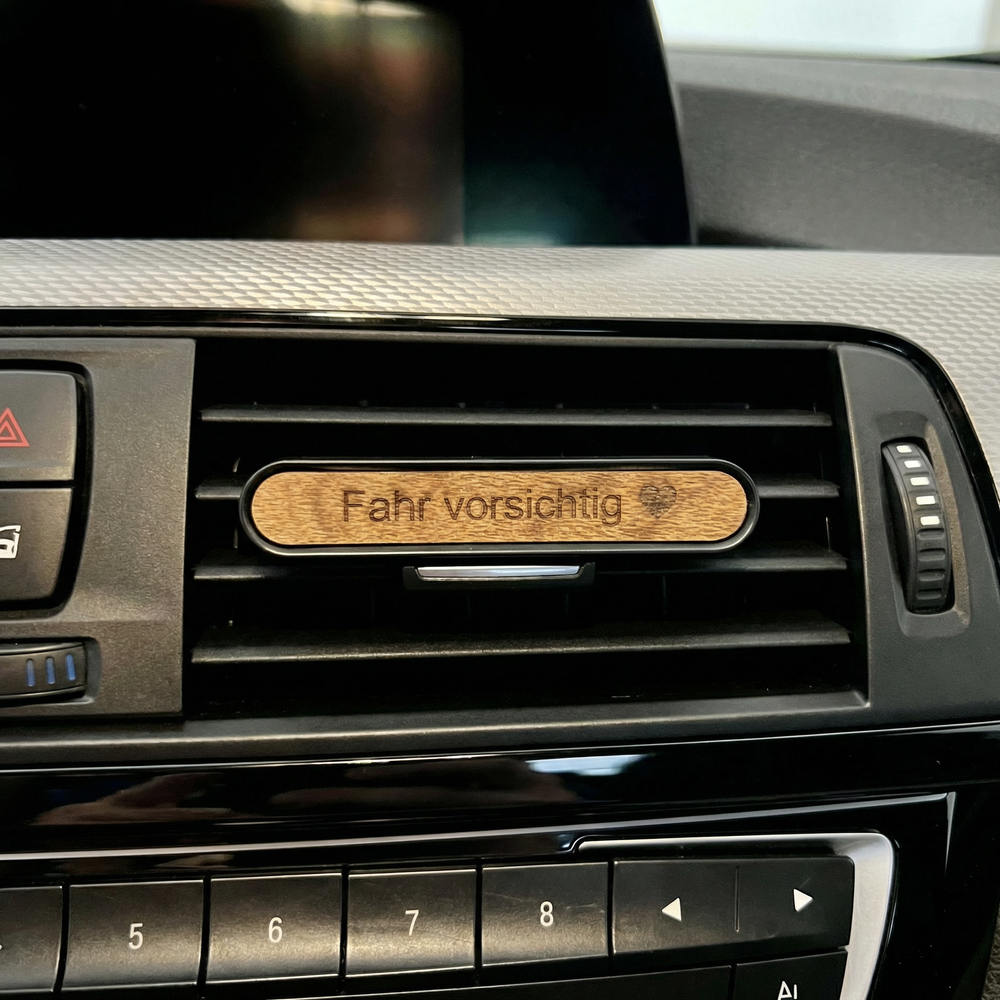 Fahr vorsichtig ♥
5 6 7 8 ◀ ▶